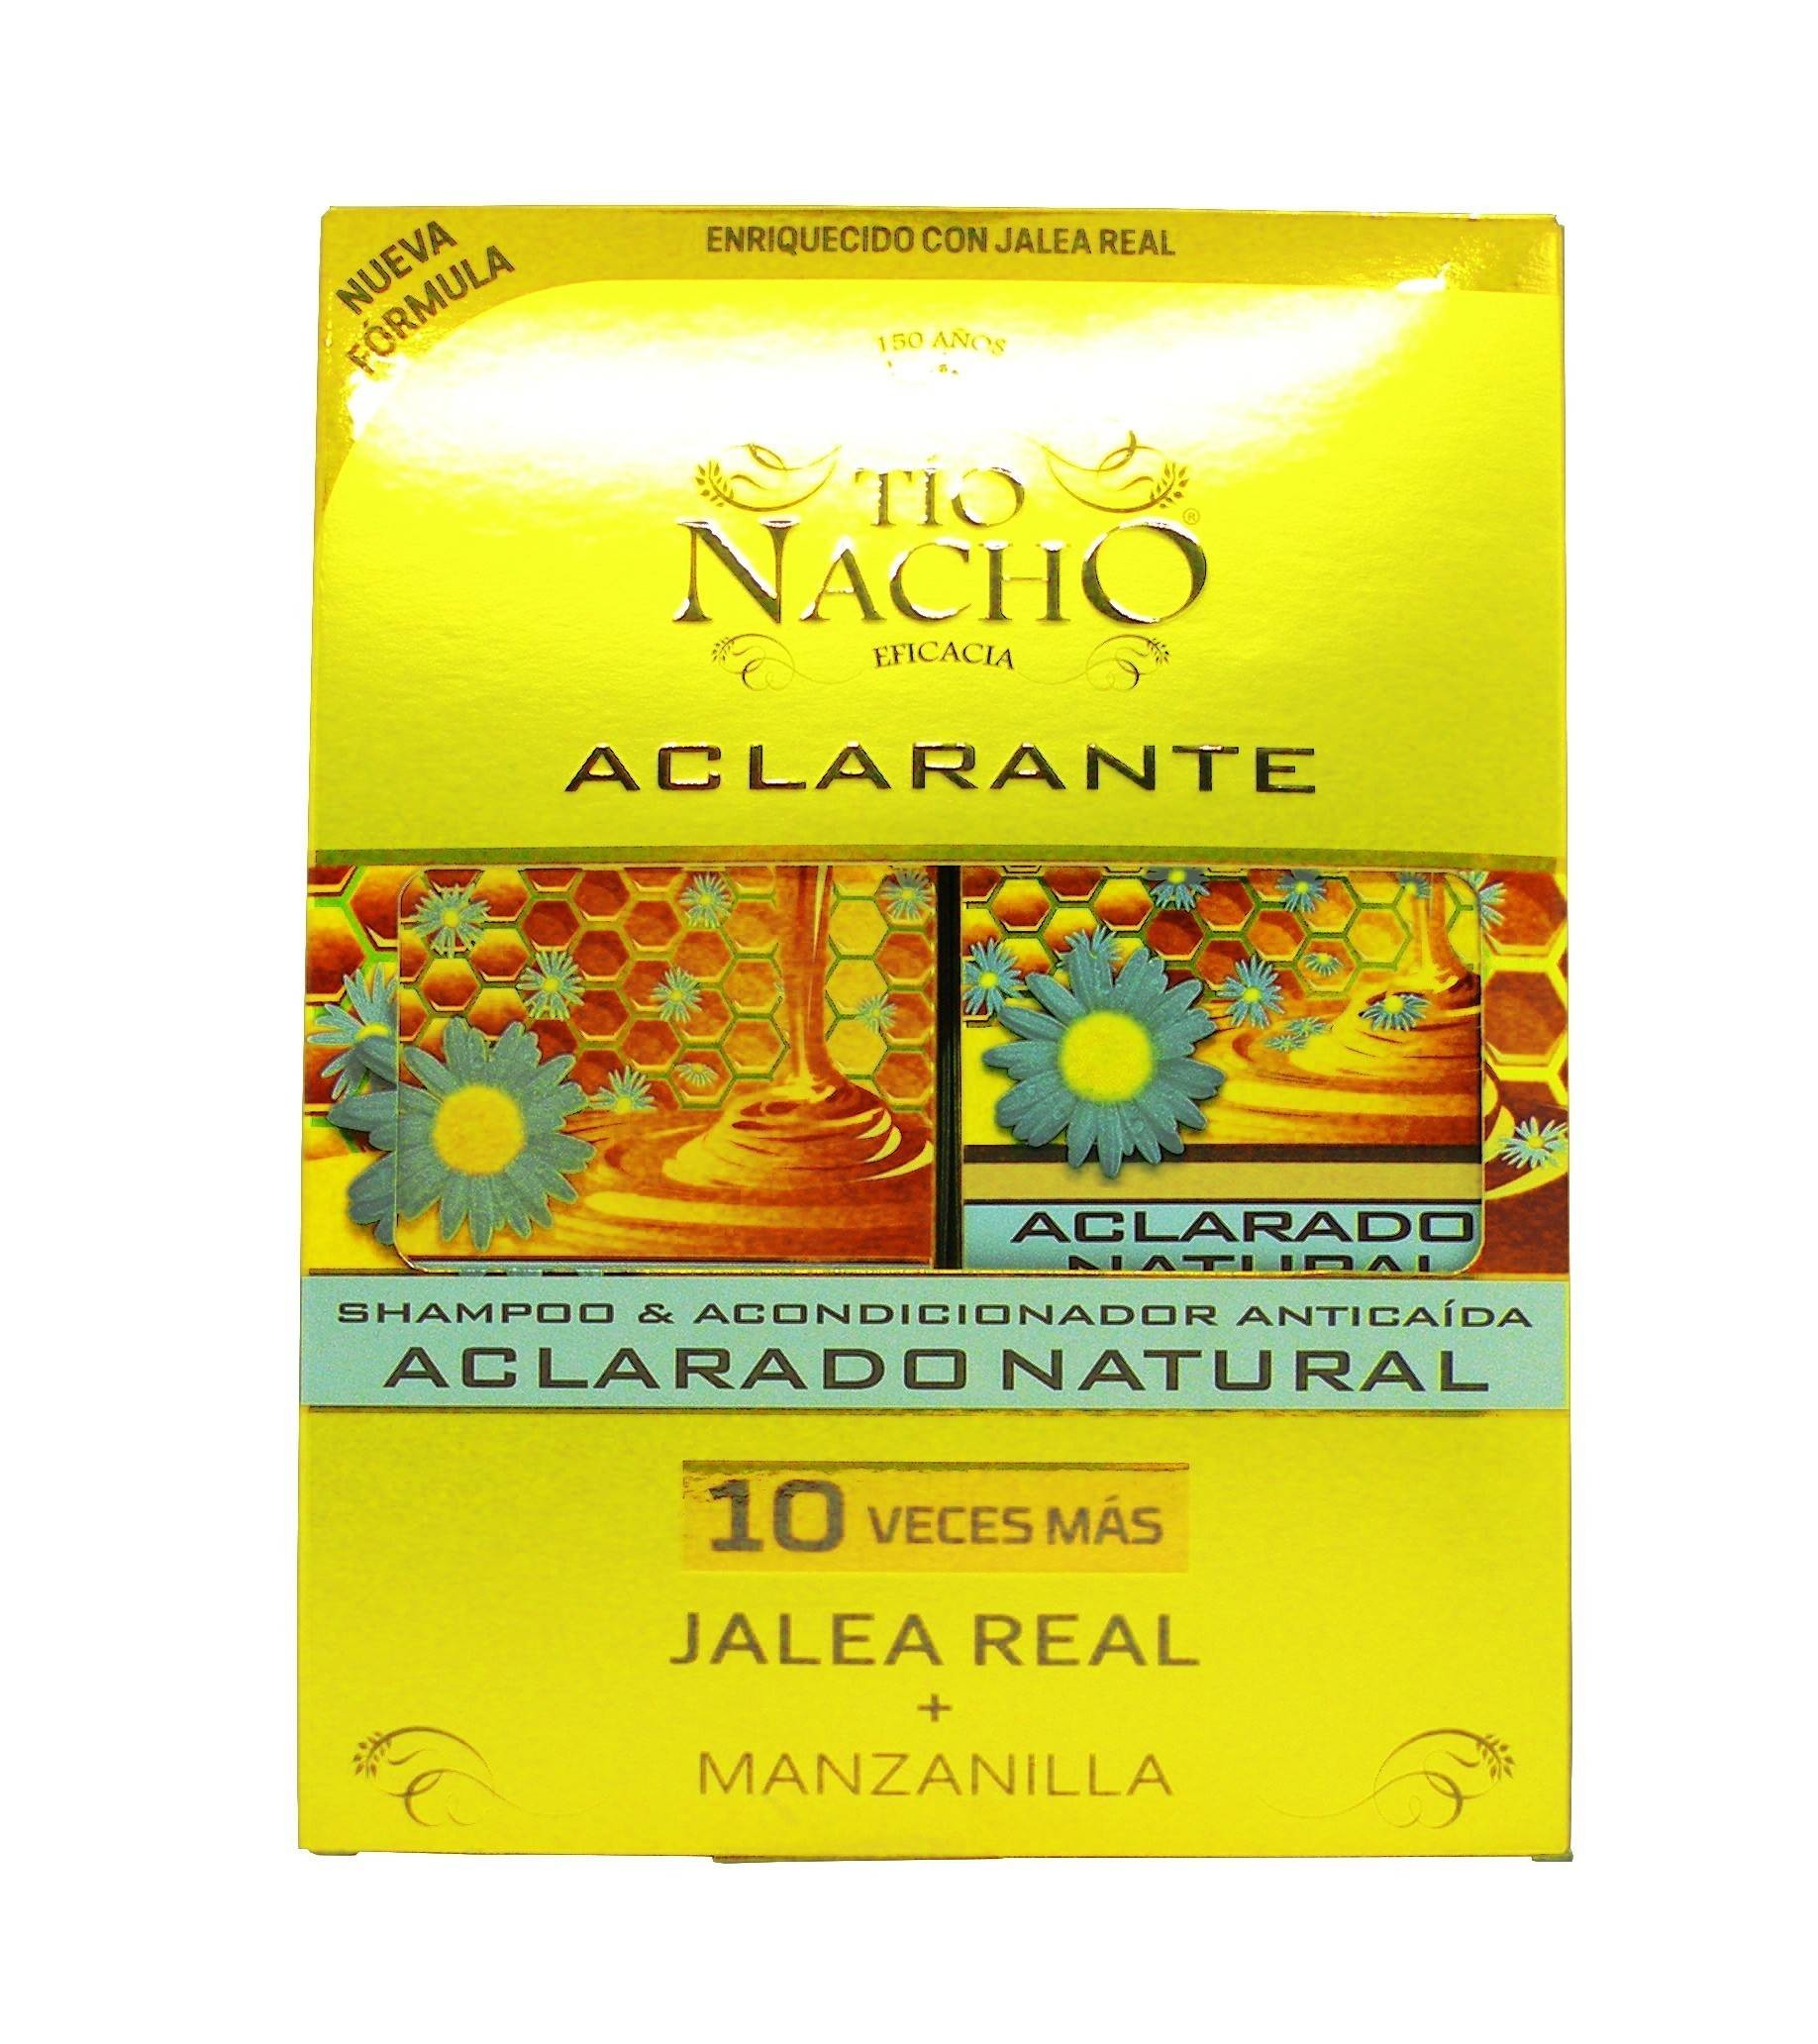 NUEVA
FÓRMULA
ENRIQUECIDO CON JALEA REAL
150 AÑOS
TÍO
NACHO®
EFICACIA
ACLARANTE
ACLARADO
NATURAL
SHAMPOO & ACONDICIONADOR ANTICAÍDA
ACLARADO NATURAL
10 VECES MÁS
JALEA REAL
+
MANZANILLA